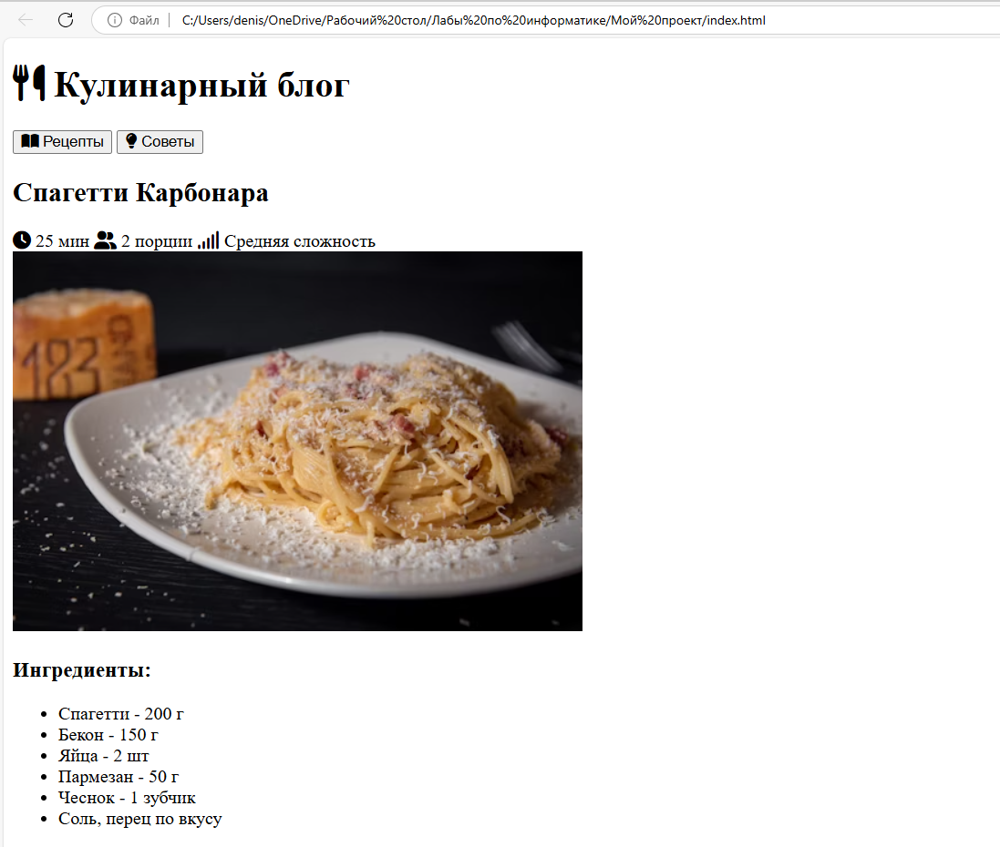 Файл C:/Users/denis/OneDrive/Рабочий%20стол/Лабы%20по%20информатике/Мой%20проект/index.html
Кулинарный блог
Рецепты Советы
Спагетти Карбонара
25 мин 2 порции Средняя сложность
183
Ингредиенты:
Спагетти - 200 г
Бекон - 150 г
Яйца - 2 шт
Пармезан - 50 г
Чеснок - 1 зубчик
Соль, перец по вкусу